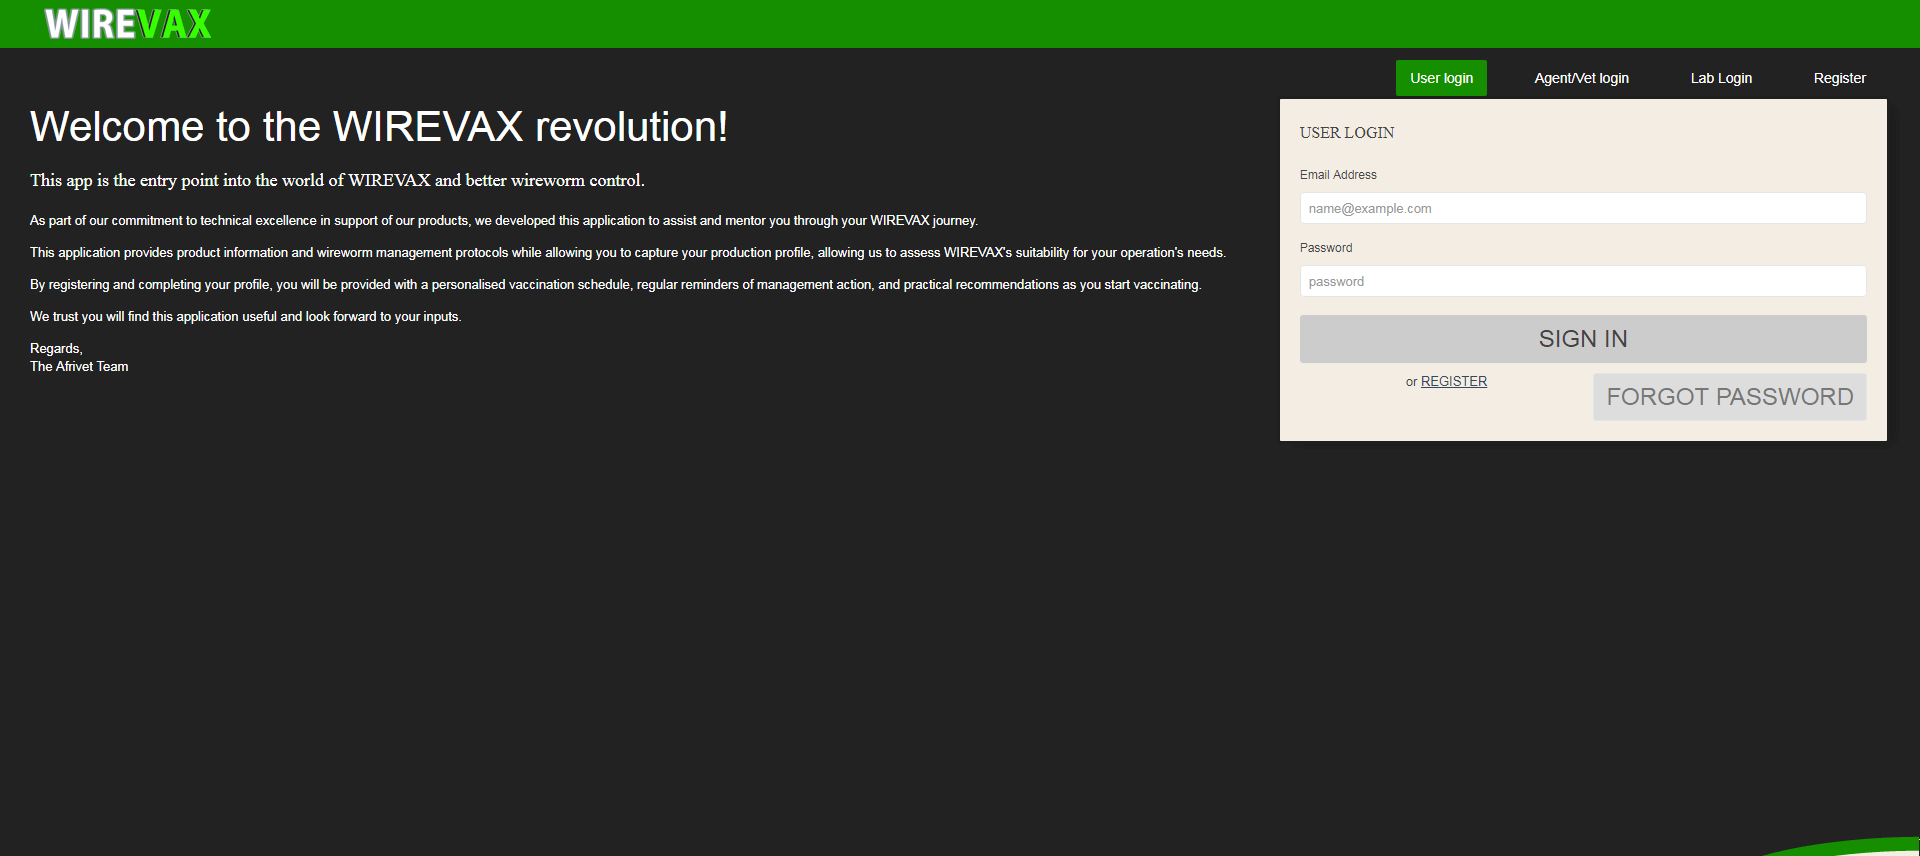 WIREVAX
User login
Agent/Vet login
Lab Login
Register
Welcome to the WIREVAX revolution!
This app is the entry point into the world of WIREVAX and better wireworm control.
As part of our commitment to technical excellence in support of our products, we developed this application to assist and mentor you through your WIREVAX journey.
This application provides product information and wireworm management protocols while allowing you to capture your production profile, allowing us to assess WIREVAX's suitability for your operation's needs.
By registering and completing your profile, you will be provided with a personalised vaccination schedule, regular reminders of management action, and practical recommendations as you start vaccinating.
We trust you will find this application useful and look forward to your inputs.
Regards,
The Afrivet Team
USER LOGIN
Email Address
name@example.com
Password
password
SIGN IN
or REGISTER
FORGOT PASSWORD